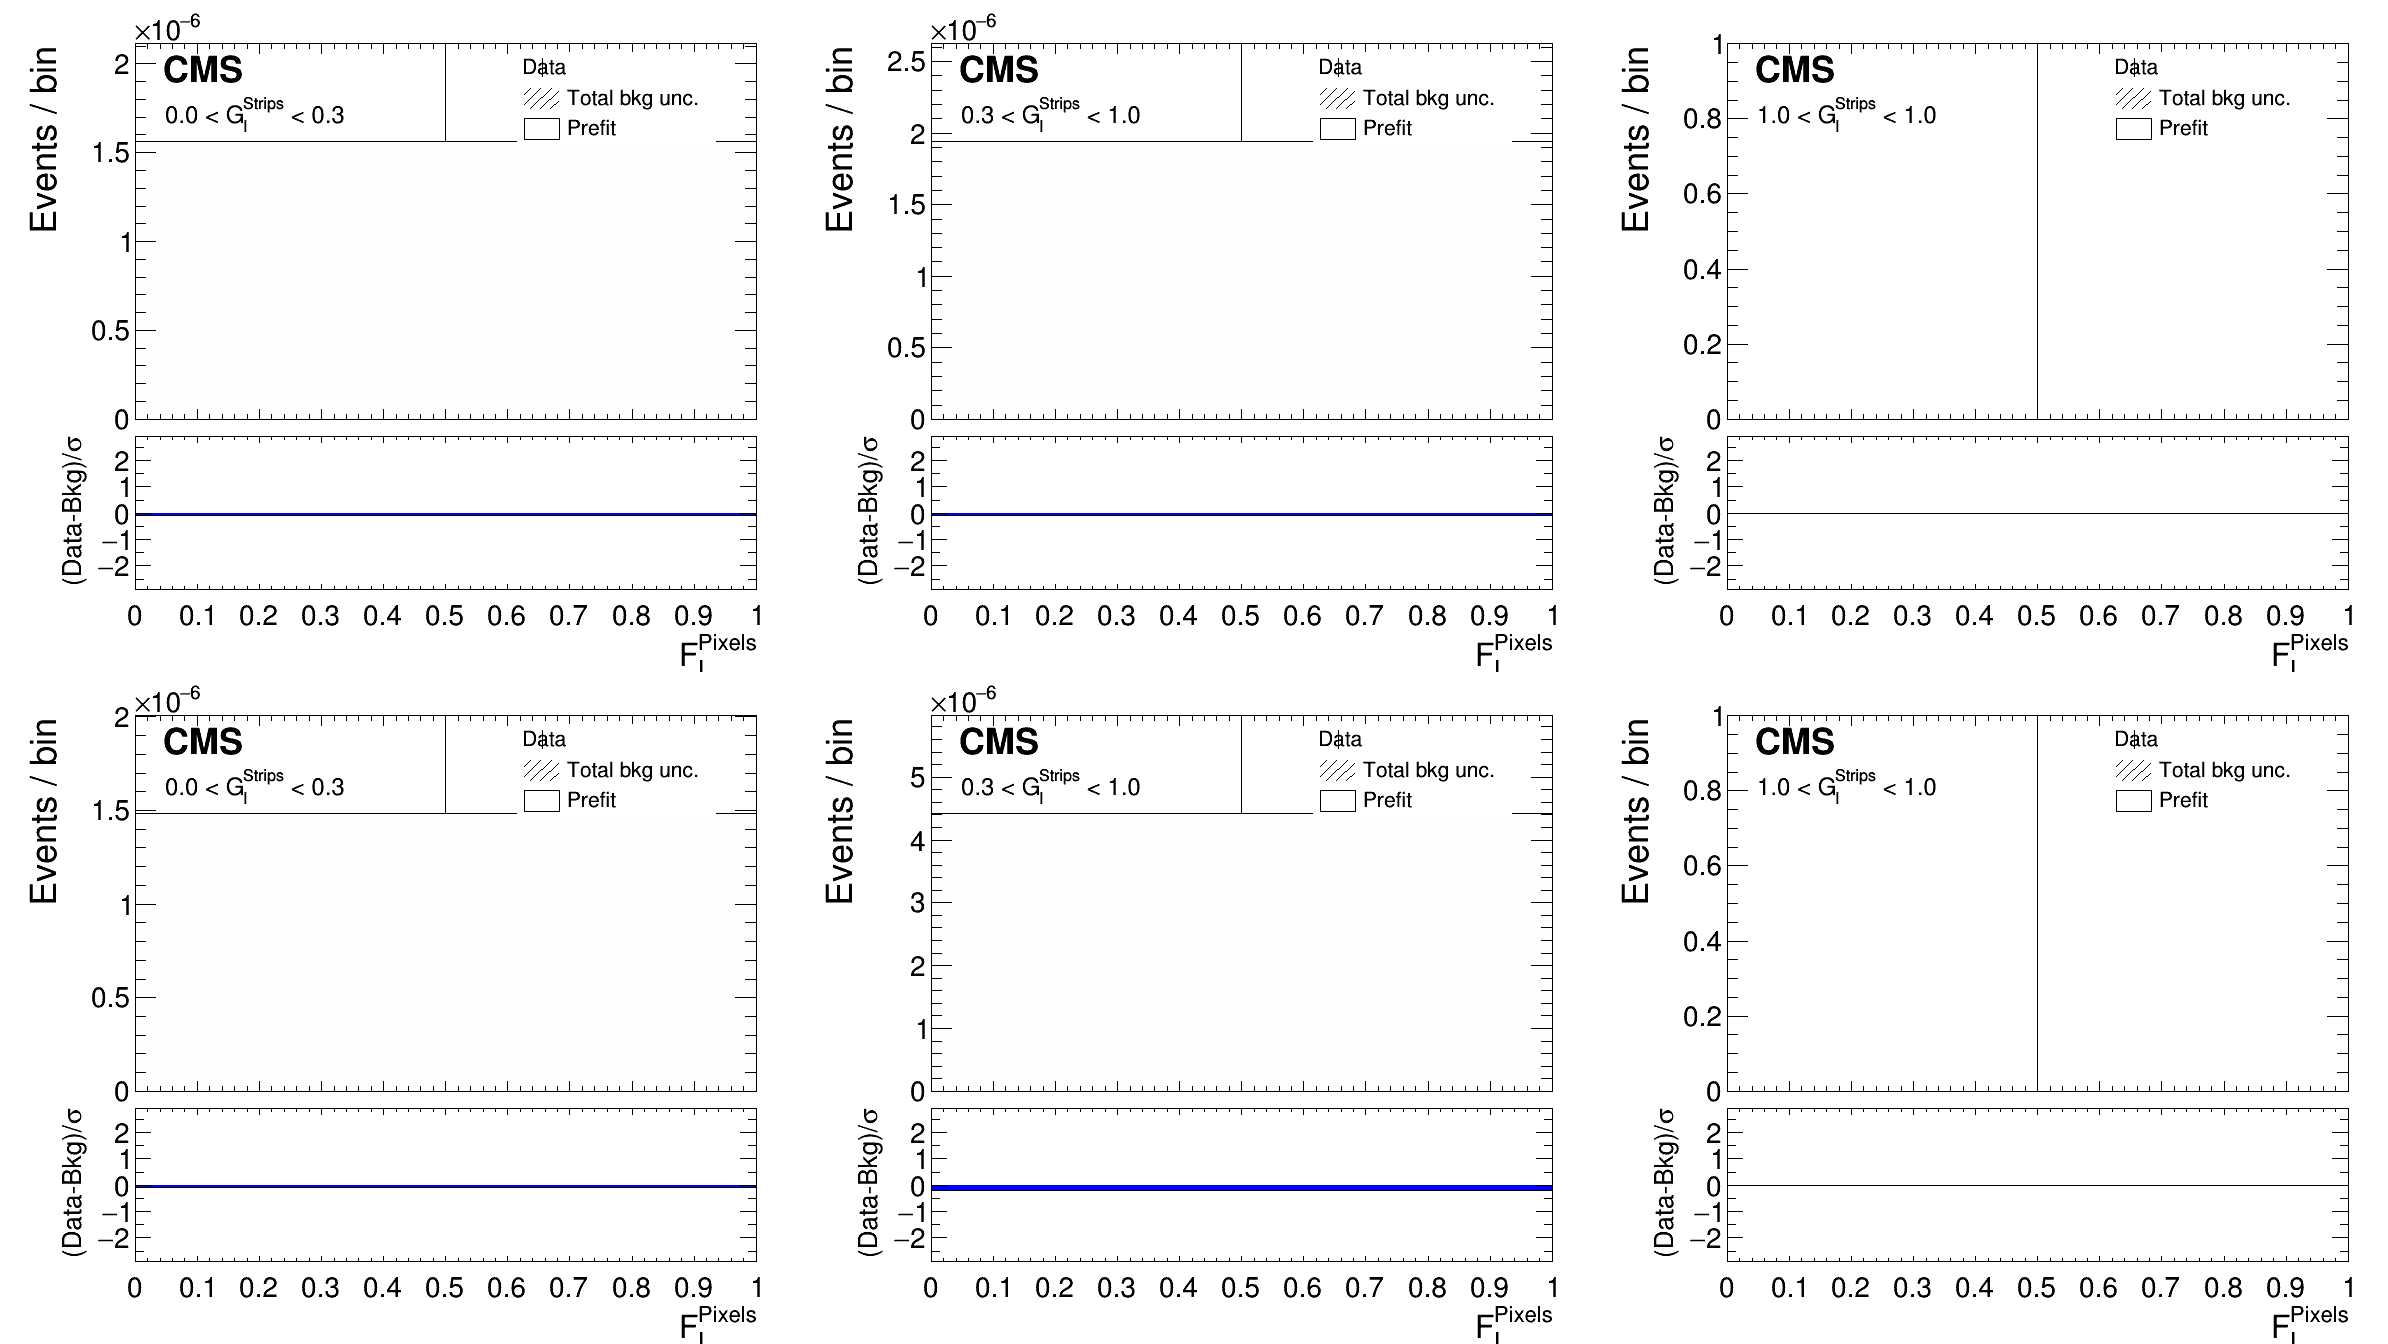 ×10⁻⁶
Events / bin
CMS
0.0 < G_I^Strips < 0.3
Data
Total bkg unc.
Prefit
2
1.5
1
0.5
0
(Data-Bkg)/σ
2
1
0
−1
−2
0 0.1 0.2 0.3 0.4 0.5 0.6 0.7 0.8 0.9 1
F_I^Pixels
×10⁻⁶
Events / bin
CMS
0.3 < G_I^Strips < 1.0
Data
Total bkg unc.
Prefit
2.5
2
1.5
1
0.5
0
(Data-Bkg)/σ
2
1
0
−1
−2
0 0.1 0.2 0.3 0.4 0.5 0.6 0.7 0.8 0.9 1
F_I^Pixels
Events / bin
CMS
1.0 < G_I^Strips < 1.0
Data
Total bkg unc.
Prefit
1
0.8
0.6
0.4
0.2
0
(Data-Bkg)/σ
2
1
0
−1
−2
0 0.1 0.2 0.3 0.4 0.5 0.6 0.7 0.8 0.9 1
F_I^Pixels
×10⁻⁶
Events / bin
CMS
0.0 < G_I^Strips < 0.3
Data
Total bkg unc.
Prefit
2
1.5
1
0.5
0
(Data-Bkg)/σ
2
1
0
−1
−2
0 0.1 0.2 0.3 0.4 0.5 0.6 0.7 0.8 0.9 1
F_I^Pixels
×10⁻⁶
Events / bin
CMS
0.3 < G_I^Strips < 1.0
Data
Total bkg unc.
Prefit
5
4
3
2
1
0
(Data-Bkg)/σ
2
1
0
−1
−2
0 0.1 0.2 0.3 0.4 0.5 0.6 0.7 0.8 0.9 1
F_I^Pixels
Events / bin
CMS
1.0 < G_I^Strips < 1.0
Data
Total bkg unc.
Prefit
1
0.8
0.6
0.4
0.2
0
(Data-Bkg)/σ
2
1
0
−1
−2
0 0.1 0.2 0.3 0.4 0.5 0.6 0.7 0.8 0.9 1
F_I^Pixels